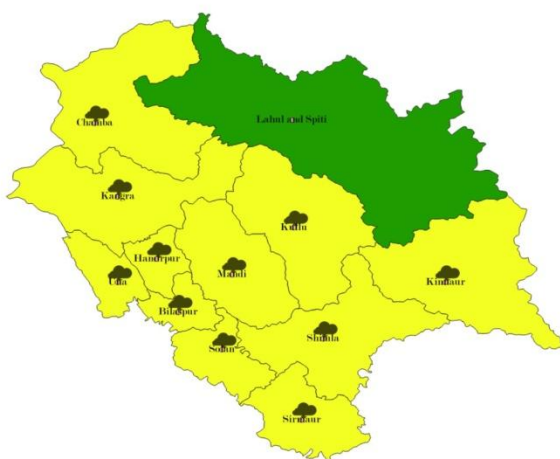 Chamba
Lahul and Spiti
Kangra
Kullu
Hamirpur
Mandi
Una
Kinnaur
Bilaspur
Shimla
Solan
Sirmaur